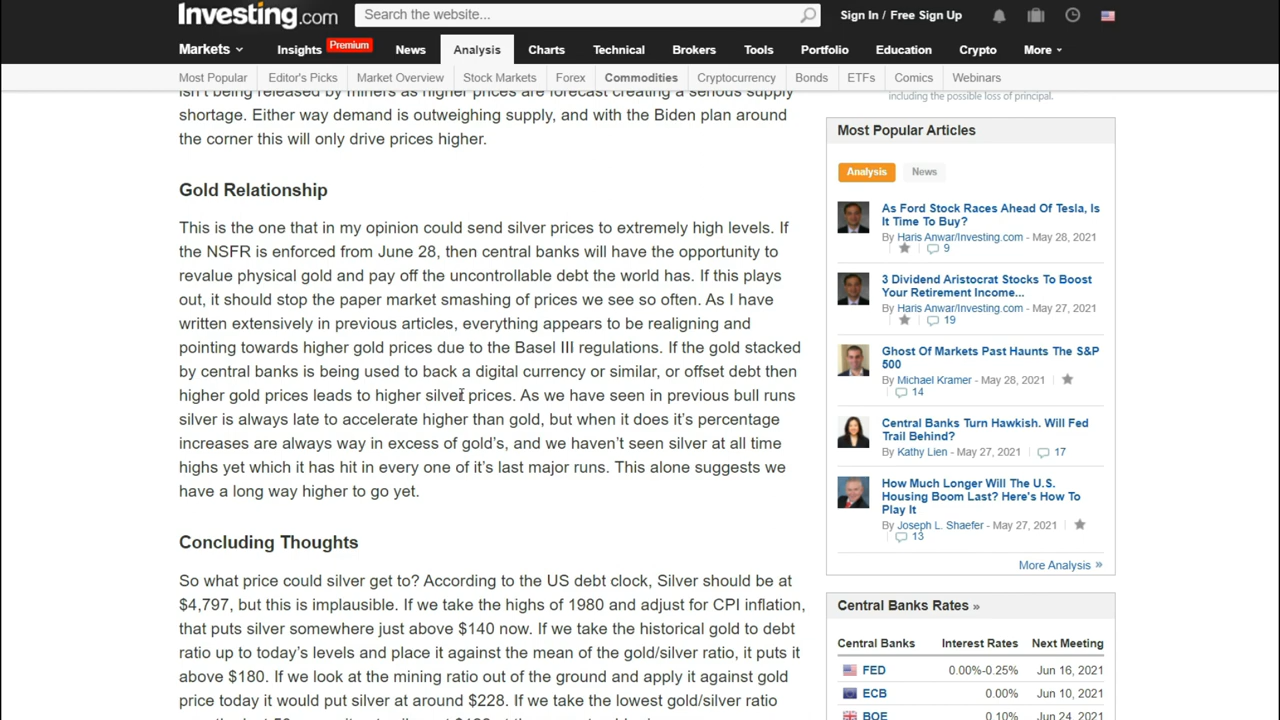 Investing.com
Search the website...
Sign In / Free Sign Up
Markets
Insights
Premium
News
Analysis
Charts
Technical
Brokers
Tools
Portfolio
Education
Crypto
More
Most Popular
Editor's Picks
Market Overview
Stock Markets
Forex
Commodities
Cryptocurrency
Bonds
ETFs
Comics
Webinars
isn't being released by miners as higher prices are forecast creating a serious supply
shortage. Either way demand is outweighing supply, and with the Biden plan around
the corner this will only drive prices higher.
Gold Relationship
This is the one that in my opinion could send silver prices to extremely high levels. If
the NSFR is enforced from June 28, then central banks will have the opportunity to
revalue physical gold and pay off the uncontrollable debt the world has. If this plays
out, it should stop the paper market smashing of prices we see so often. As I have
written extensively in previous articles, everything appears to be realigning and
pointing towards higher gold prices due to the Basel III regulations. If the gold stacked
by central banks is being used to back a digital currency or similar, or offset debt then
higher gold prices leads to higher silver prices. As we have seen in previous bull runs
silver is always late to accelerate higher than gold, but when it does it's percentage
increases are always way in excess of gold's, and we haven't seen silver at all time
highs yet which it has hit in every one of it's last major runs. This alone suggests we
have a long way higher to go yet.
Concluding Thoughts
So what price could silver get to? According to the US debt clock, Silver should be at
$4,797, but this is implausible. If we take the highs of 1980 and adjust for CPI inflation,
that puts silver somewhere just above $140 now. If we take the historical gold to debt
ratio up to today's levels and place it against the mean of the gold/silver ratio, it puts it
above $180. If we look at the mining ratio out of the ground and apply it against gold
price today it would put silver at around $228. If we take the lowest gold/silver ratio
including the possible loss of principal.
Most Popular Articles
Analysis
News
As Ford Stock Races Ahead Of Tesla, Is
It Time To Buy?
By Haris Anwar/Investing.com - May 28, 2021
9
3 Dividend Aristocrat Stocks To Boost
Your Retirement Income...
By Haris Anwar/Investing.com - May 27, 2021
19
Ghost Of Markets Past Haunts The S&P
500
By Michael Kramer - May 28, 2021
14
Central Banks Turn Hawkish. Will Fed
Trail Behind?
By Kathy Lien - May 27, 2021
17
How Much Longer Will The U.S.
Housing Boom Last? Here's How To
Play It
By Joseph L. Shaefer - May 27, 2021
13
More Analysis »
Central Banks Rates »
Central Banks
Interest Rates
Next Meeting
FED
0.00%-0.25%
Jun 16, 2021
ECB
0.00%
Jun 10, 2021
BOE
0.10%
Jun 24, 2021